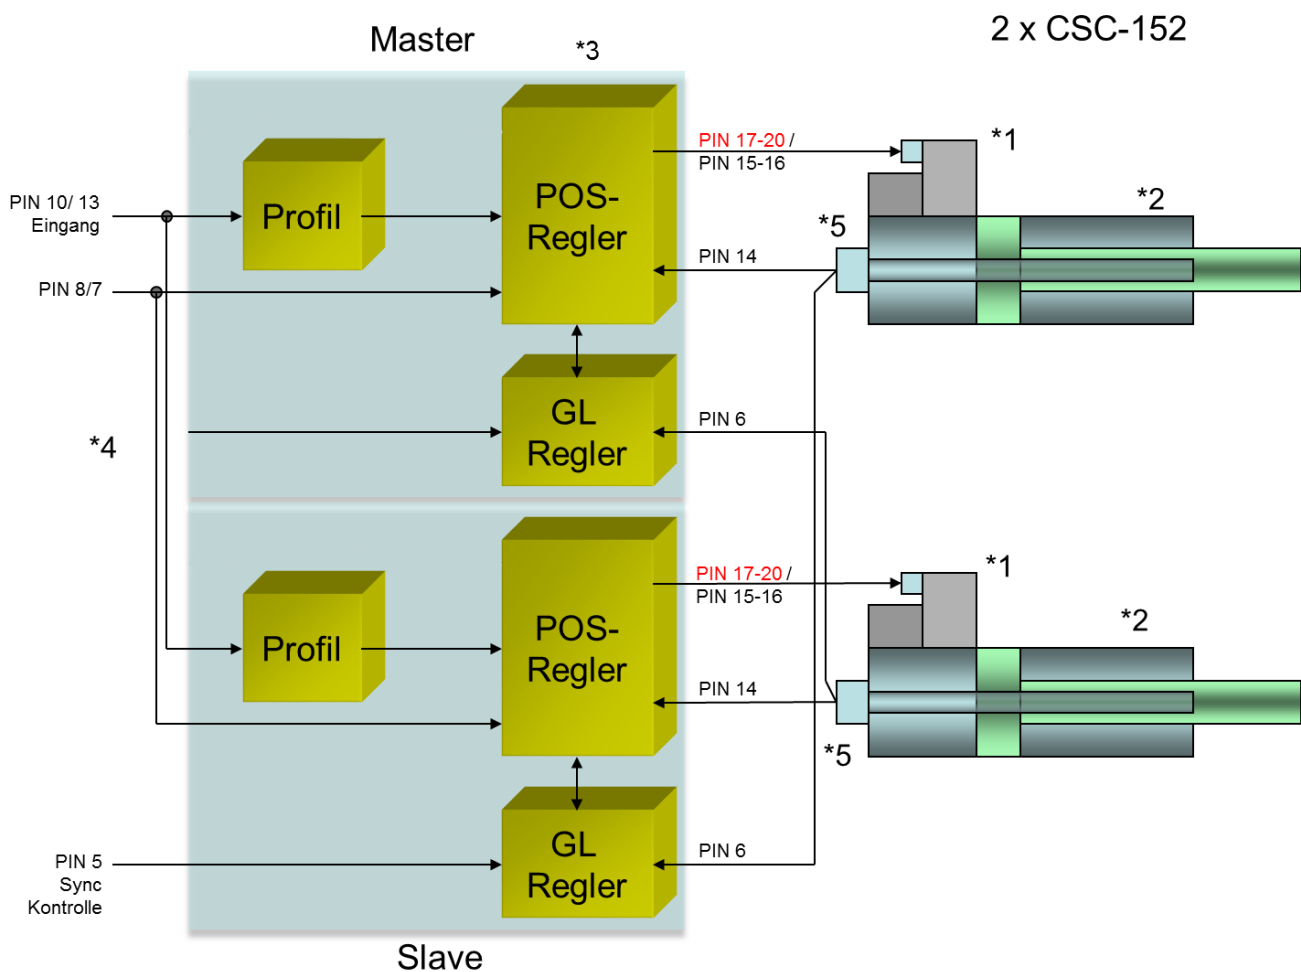 2 x CSC-152
Master
*3
PIN 17-20 /
PIN 15-16
*1
POS-
Regler
*2
PIN 10/ 13
Eingang
Profil
*5
PIN 14
PIN 8/7
GL
Regler
PIN 6
*4
PIN 17-20 /
PIN 15-16
*1
POS-
Regler
*2
Profil
PIN 14
*5
GL
Regler
PIN 6
PIN 5
Sync
Kontrolle
Slave